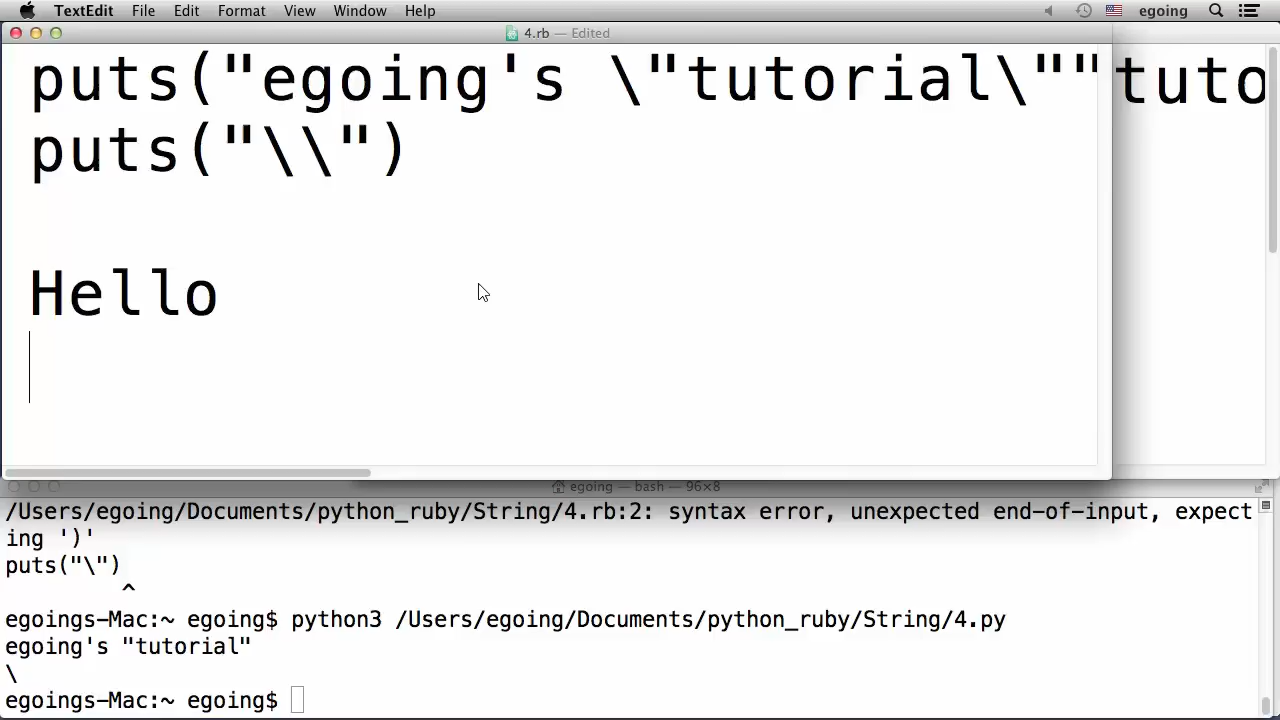 TextEdit File Edit Format View Window Help egoing
4.rb — Edited
puts("egoing's \"tutorial\""
tuto
puts("\\")
Hello
egoing — bash — 96×8
/Users/egoing/Documents/python_ruby/String/4.rb:2: syntax error, unexpected end-of-input, expect
ing ')'
puts("\")
^
egoings-Mac:~ egoing$ python3 /Users/egoing/Documents/python_ruby/String/4.py
egoing's "tutorial"
\
egoings-Mac:~ egoing$